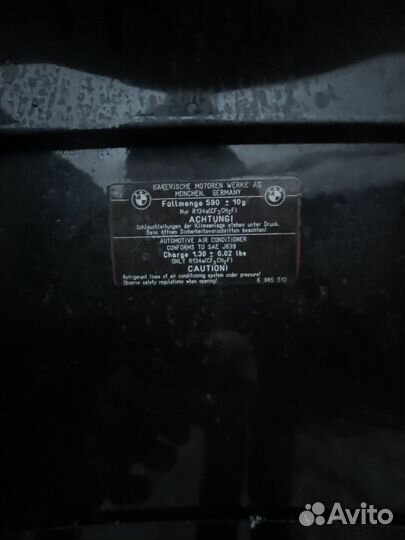 BAYERISCHE MOTOREN WERKE AG
MÜNCHEN, GERMANY
Füllmenge 590 ± 10g
Nur R134a(CF3CH2F)
ACHTUNG!
Schlauchleitungen der Klimaanlage stehen unter Druck.
Beim öffnen Sicherheitsvorschriften beachten!
AUTOMOTIVE AIR CONDITIONER
CONFORMS TO SAE J639
Charge 1.30 ± 0.02 lbs
ONLY R134a(CF3CH2F)
CAUTION!
Refrigerant lines of air conditioning system under pressure!
Observe safety regulations when opening!
6 985 512
Avito